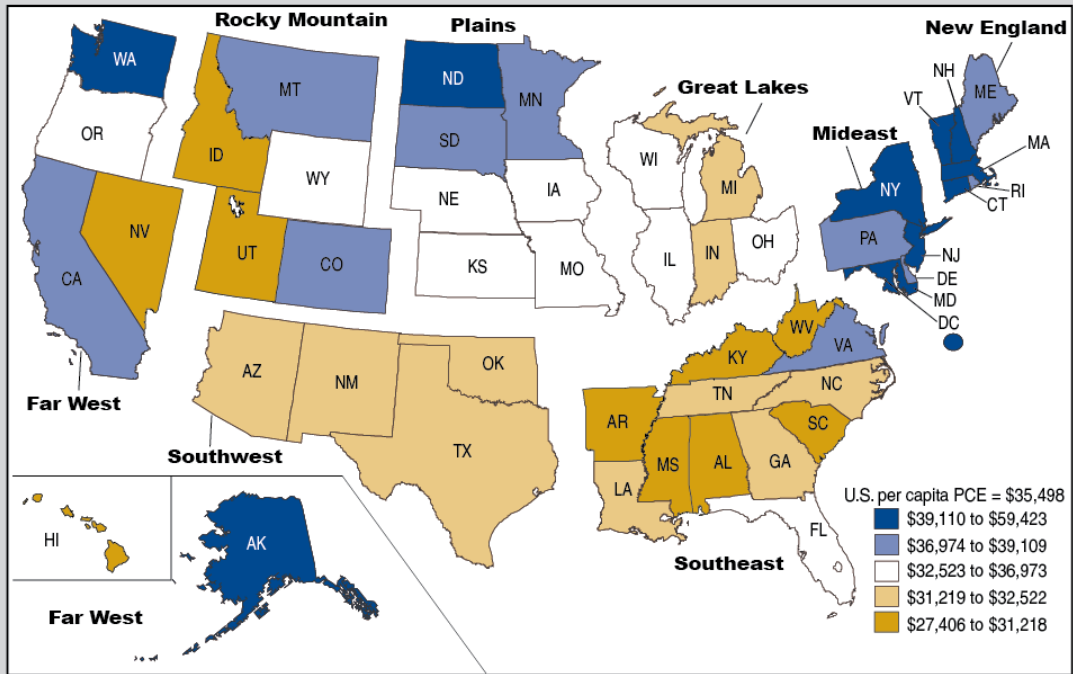 Rocky Mountain
Plains
New England
WA
MT
ND
MN
NH
ME
Great Lakes
VT
OR
ID
SD
WI
Mideast
MA
WY
MI
NY
RI
CT
NE
IA
NV
UT
CO
IL
IN
OH
PA
NJ
CA
KS
MO
DE
MD
DC
WV
VA
KY
AZ
NM
OK
TN
NC
Far West
AR
SC
TX
MS
AL
GA
Southwest
LA
U.S. per capita PCE = $35,498
$39,110 to $59,423
FL
HI
AK
$36,974 to $39,109
Southeast
$32,523 to $36,973
$31,219 to $32,522
Far West
$27,406 to $31,218